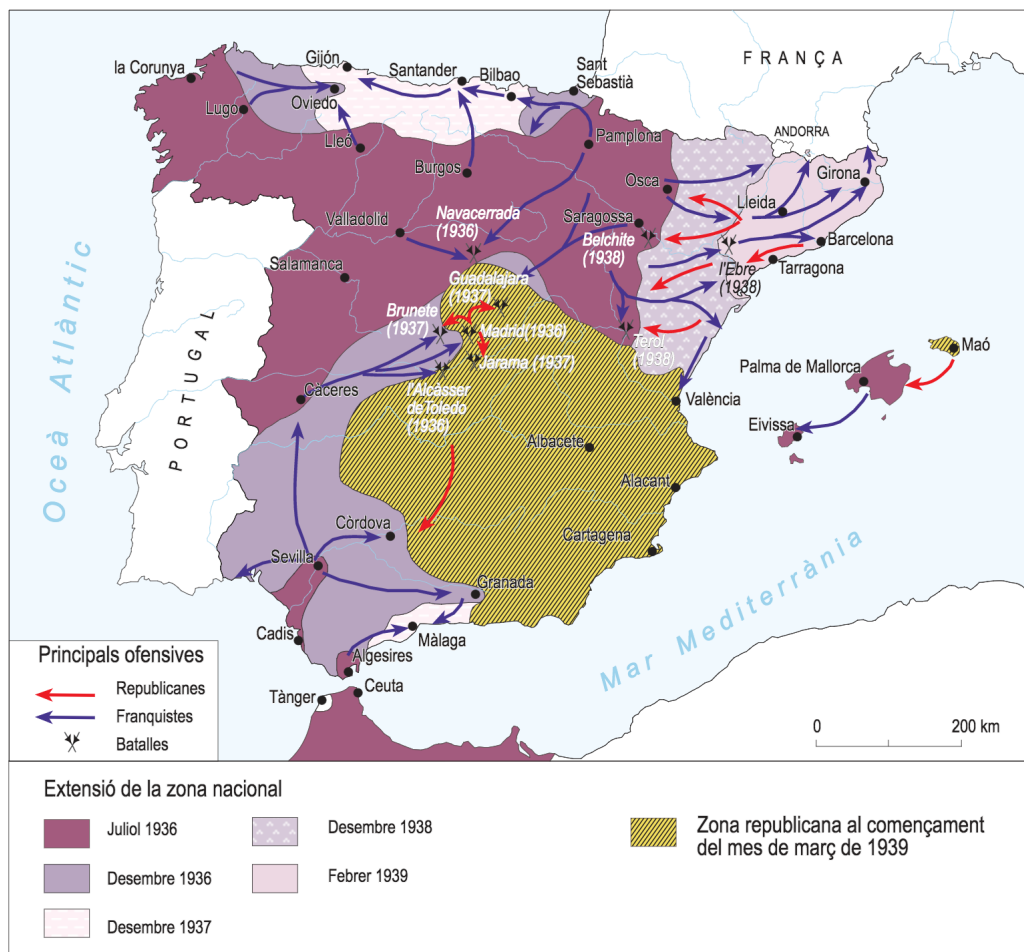 FRANÇA
ANDORRA
PORTUGAL
Oceà Atlàntic
Mar Mediterrània
la Corunya
Lugo
Gijón
Oviedo
Lleó
Santander
Bilbao
Sant
Sebastià
Burgos
Pamplona
Osca
Lleida
Girona
Barcelona
Tarragona
Valladolid
Salamanca
Navacerrada
(1936)
Saragossa
Belchite
(1938)
l'Ebre
(1938)
Guadalajara
(1937)
Brunete
(1937)
Madrid(1936)
Jarama (1937)
Terol
(1938)
Càceres
l'Alcàsser
deToledo
(1936)
València
Maó
Palma de Mallorca
Eivissa
Albacete
Alacant
Cartagena
Còrdova
Sevilla
Granada
Cadis
Màlaga
Algesires
Tànger
Ceuta
0
200 km
Principals ofensives
Republicanes
Franquistes
Batalles
Extensió de la zona nacional
Juliol 1936
Desembre 1936
Desembre 1937
Desembre 1938
Febrer 1939
Zona republicana al començament
del mes de març de 1939